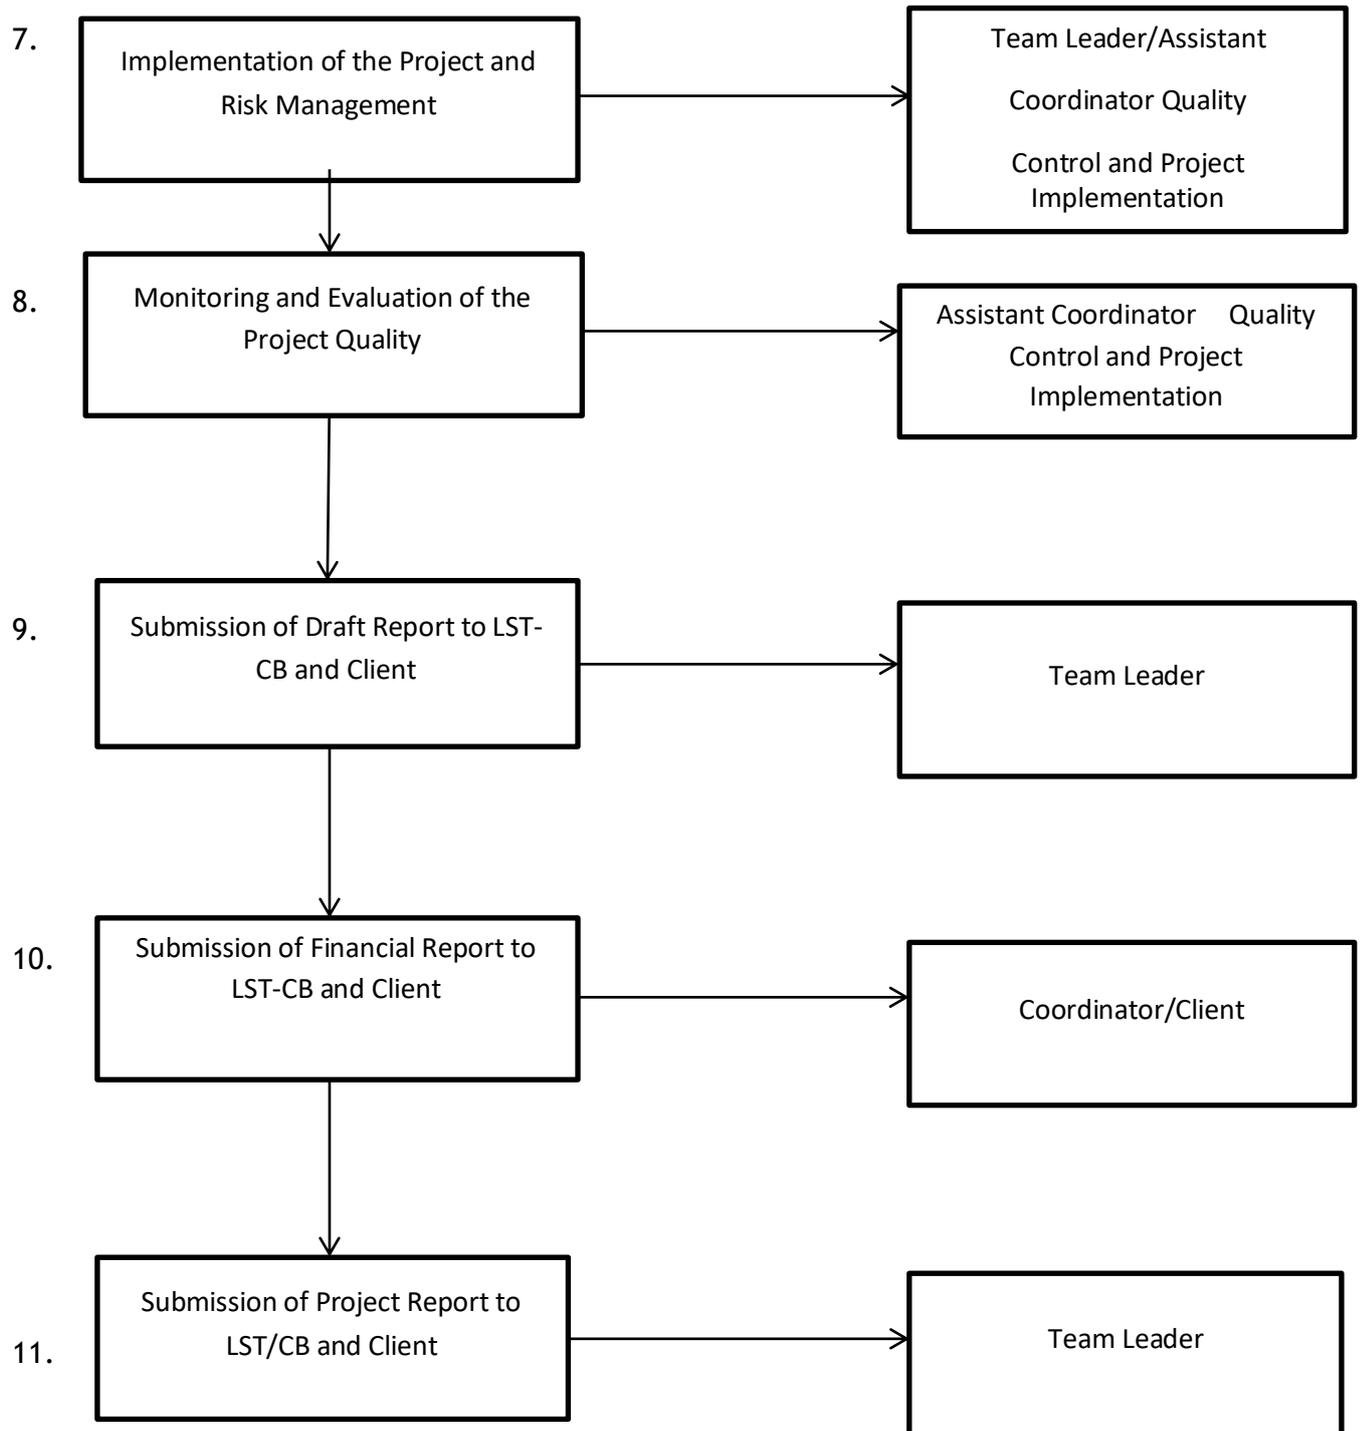 7.
Implementation of the Project and
Risk Management
Team Leader/Assistant
Coordinator Quality
Control and Project
Implementation
8.
Monitoring and Evaluation of the
Project Quality
Assistant Coordinator Quality
Control and Project
Implementation
9.
Submission of Draft Report to LST-
CB and Client
Team Leader
10.
Submission of Financial Report to
LST-CB and Client
Coordinator/Client
11.
Submission of Project Report to
LST/CB and Client
Team Leader